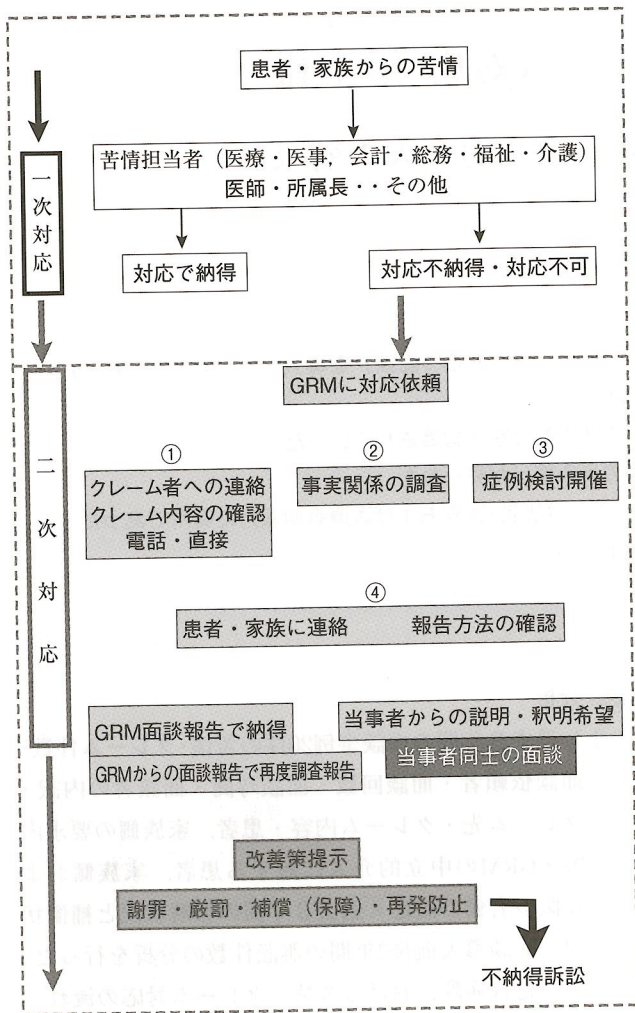 患者・家族からの苦情
一次対応
苦情担当者（医療・医事，会計・総務・福祉・介護）
医師・所属長・・その他
対応で納得
対応不納得・対応不可
二次対応
GRMに対応依頼
①
クレーム者への連絡
クレーム内容の確認
電話・直接
②
事実関係の調査
③
症例検討開催
④
患者・家族に連絡　　報告方法の確認
GRM面談報告で納得
GRMからの面談報告で再度調査報告
当事者からの説明・釈明希望
当事者同士の面談
改善策提示
謝罪・厳罰・補償（保障）・再発防止
不納得訴訟